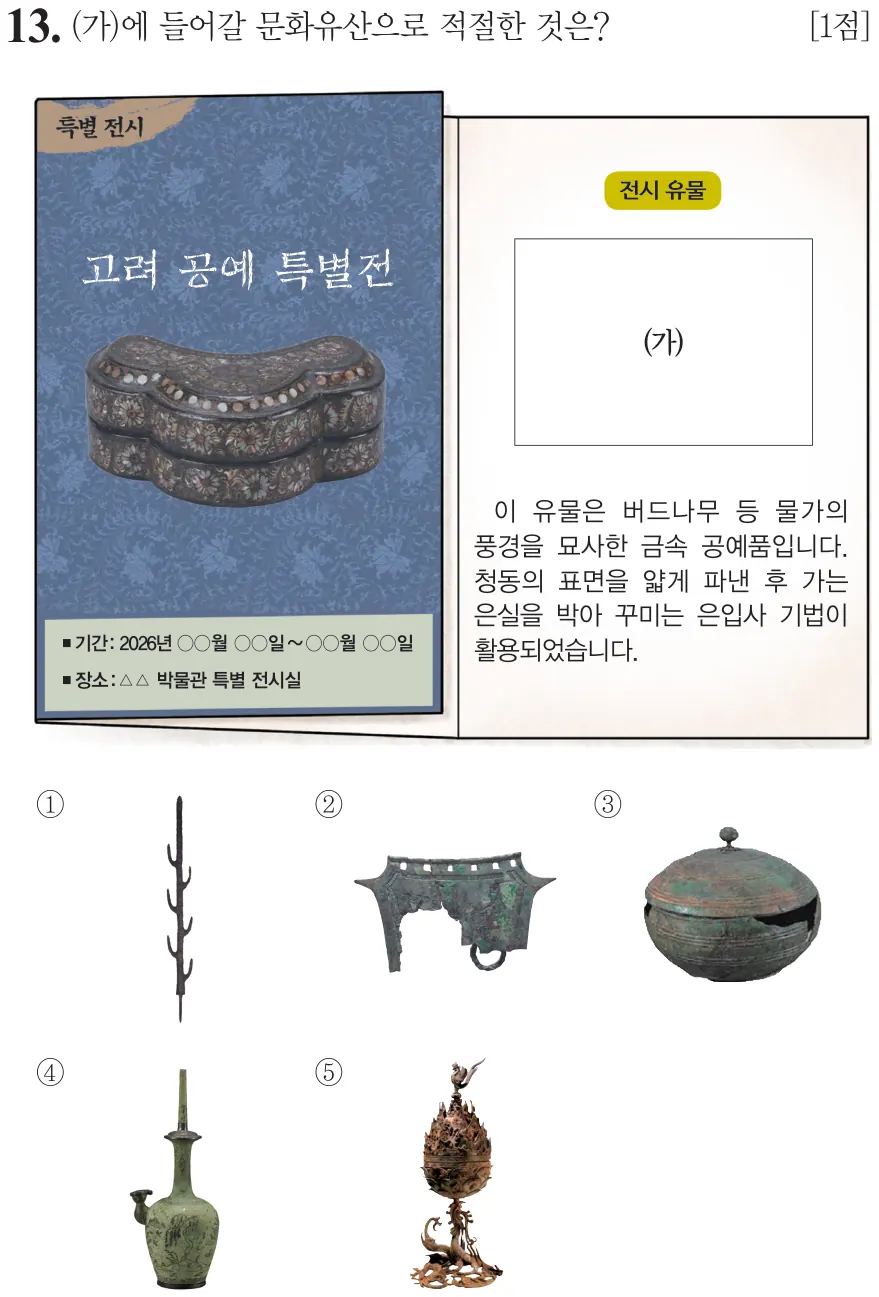 13. (가)에 들어갈 문화유산으로 적절한 것은? [1점]
특별 전시
고려 공예 특별전
■ 기간: 2026년 ○○월 ○○일~○○월 ○○일
■ 장소: △△ 박물관 특별 전시실
전시 유물
(가)
이 유물은 버드나무 등 물가의
풍경을 묘사한 금속 공예품입니다.
청동의 표면을 얇게 파낸 후 가는
은실을 박아 꾸미는 은입사 기법이
활용되었습니다.
① ② ③
④ ⑤